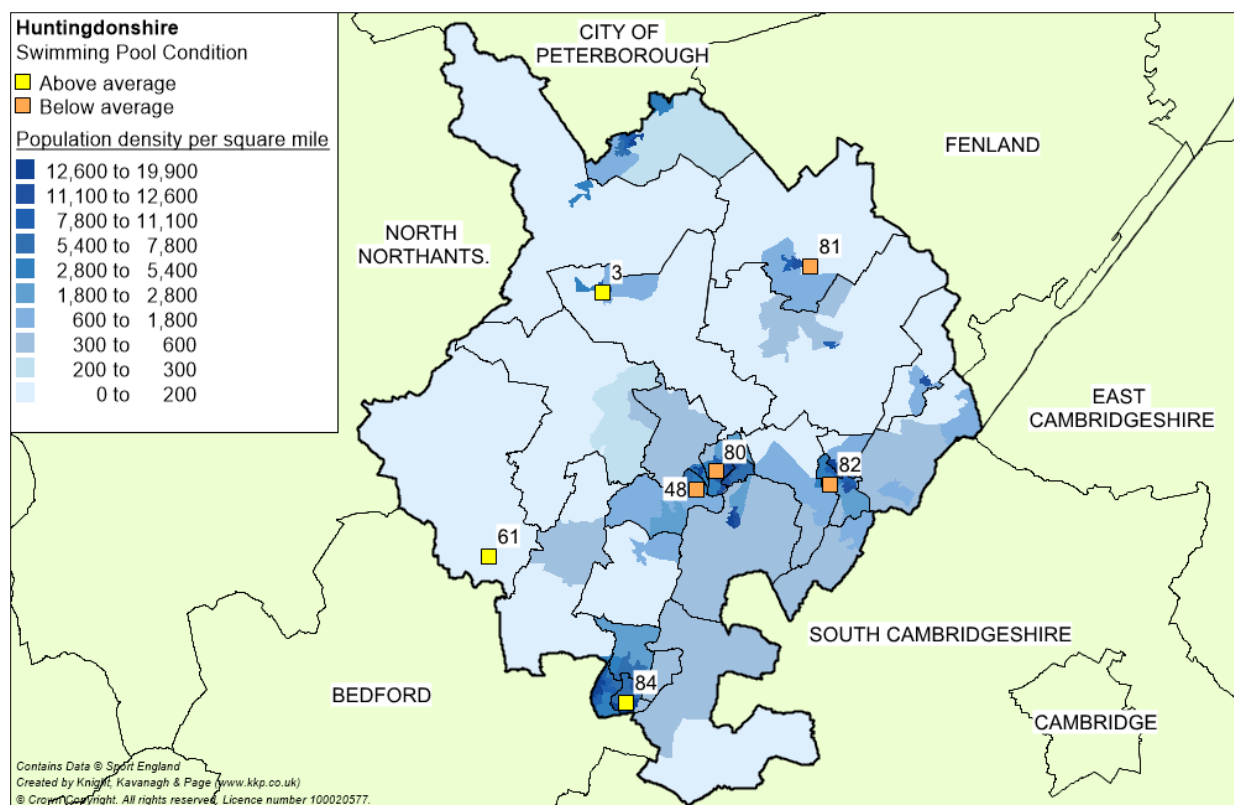 Huntingdonshire
Swimming Pool Condition
Above average
Below average
Population density per square mile
12,600 to 19,900
11,100 to 12,600
7,800 to 11,100
5,400 to 7,800
2,800 to 5,400
1,800 to 2,800
600 to 1,800
300 to 600
200 to 300
0 to 200
CITY OF
PETERBOROUGH
FENLAND
NORTH
NORTHANTS.
81
3
EAST
CAMBRIDGESHIRE
80
82
48
61
SOUTH CAMBRIDGESHIRE
84
BEDFORD
CAMBRIDGE
Contains Data © Sport England
Created by Knight, Kavanagh & Page (www.kkp.co.uk)
© Crown Copyright. All rights reserved. Licence number 100020577.